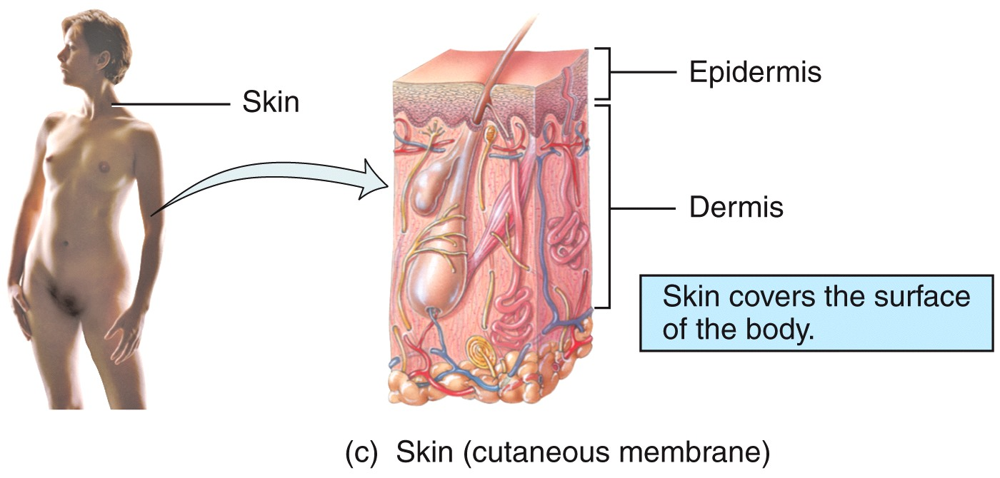 Skin
Epidermis
Dermis
Skin covers the surface
of the body.
(c) Skin (cutaneous membrane)